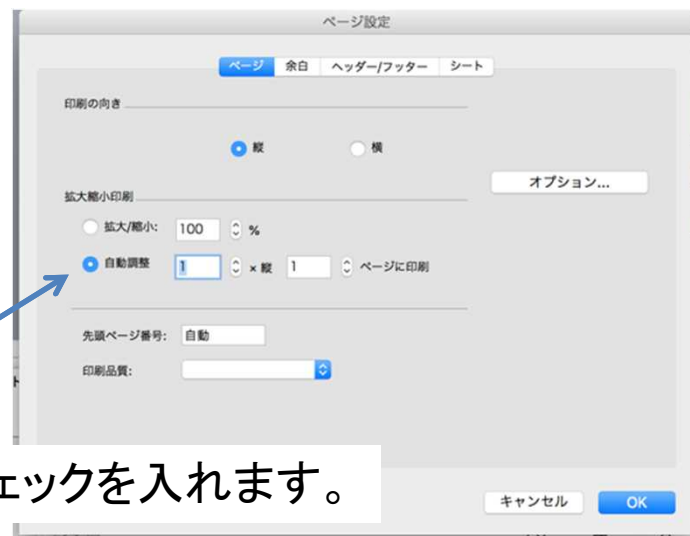 ページ設定
ページ 余白 ヘッダー/フッター シート
印刷の向き
縦 横
オプション...
拡大縮小印刷
拡大/縮小: 100 %
自動調整 1 × 縦 1 ページに印刷
先頭ページ番号: 自動
印刷品質:
ェックを入れます。
キャンセル OK